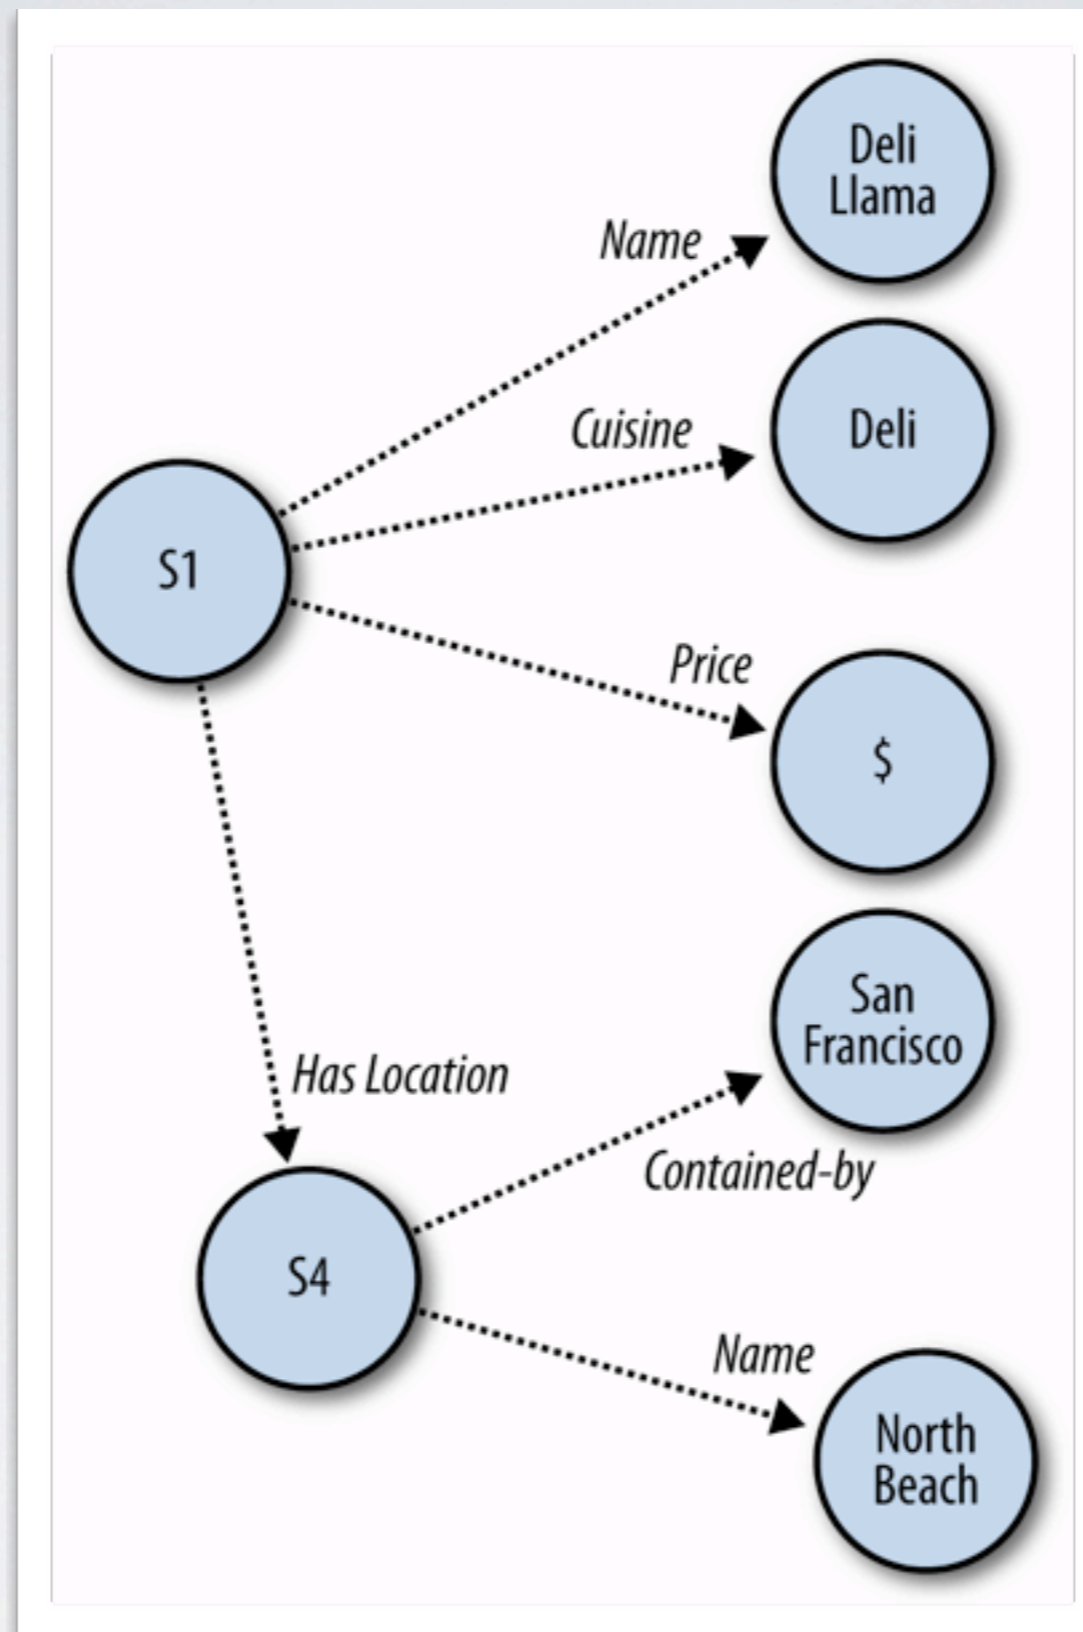 Deli
Llama
Name
Cuisine
Deli
S1
Price
$
San
Francisco
Has Location
Contained-by
S4
Name
North
Beach